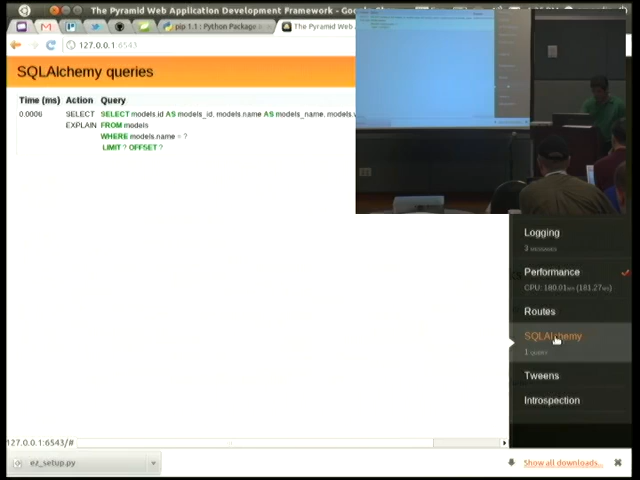 The Pyramid Web Application Development Framework - Google
pip 1.1 : Python Package
The Pyramid Web
127.0.0.1:6543
SQLAlchemy queries
Time (ms) Action Query
0.0006 SELECT SELECT models.id AS models_id, models.name AS models_name, models.
EXPLAIN FROM models
WHERE models.name = ?
LIMIT ? OFFSET ?
Logging
3 messages
Performance
CPU: 180.01ms (181.27ms)
Routes
SQLAlchemy
1 query
Tweens
Introspection
127.0.0.1:6543/#
ez_setup.py
Show all downloads...